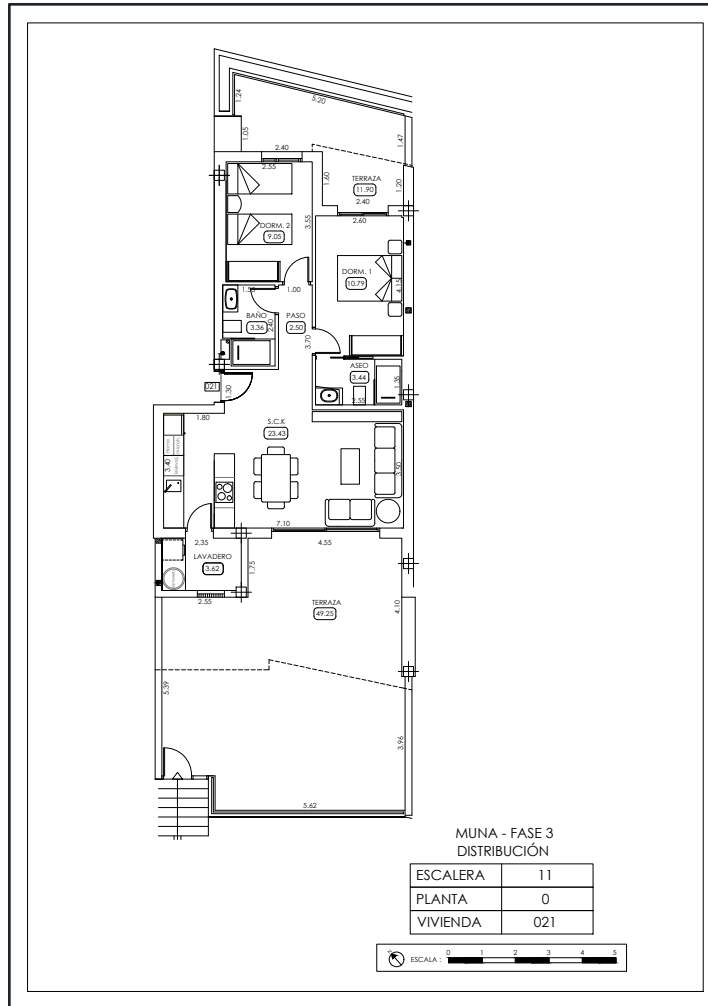 5.20
1.24
1.05
1.47
2.40
2.55
1.60
TERRAZA
11.90
1.20
2.40
2.60
3.55
DORM. 2
9.05
DORM. 1
10.79
4.15
1.55
1.00
BAÑO
3.36
2.40
PASO
2.50
3.70
ASEO
3.44
1.35
2.55
021
1.30
1.80
S.C.K
23.43
3.40
3.50
7.10
2.35
4.55
LAVADERO
3.62
1.75
2.55
TERRAZA
49.25
4.10
5.39
3.96
5.62
MUNA - FASE 3
DISTRIBUCIÓN
ESCALERA 11
PLANTA 0
VIVIENDA 021
ESCALA : 0 1 2 3 4 5